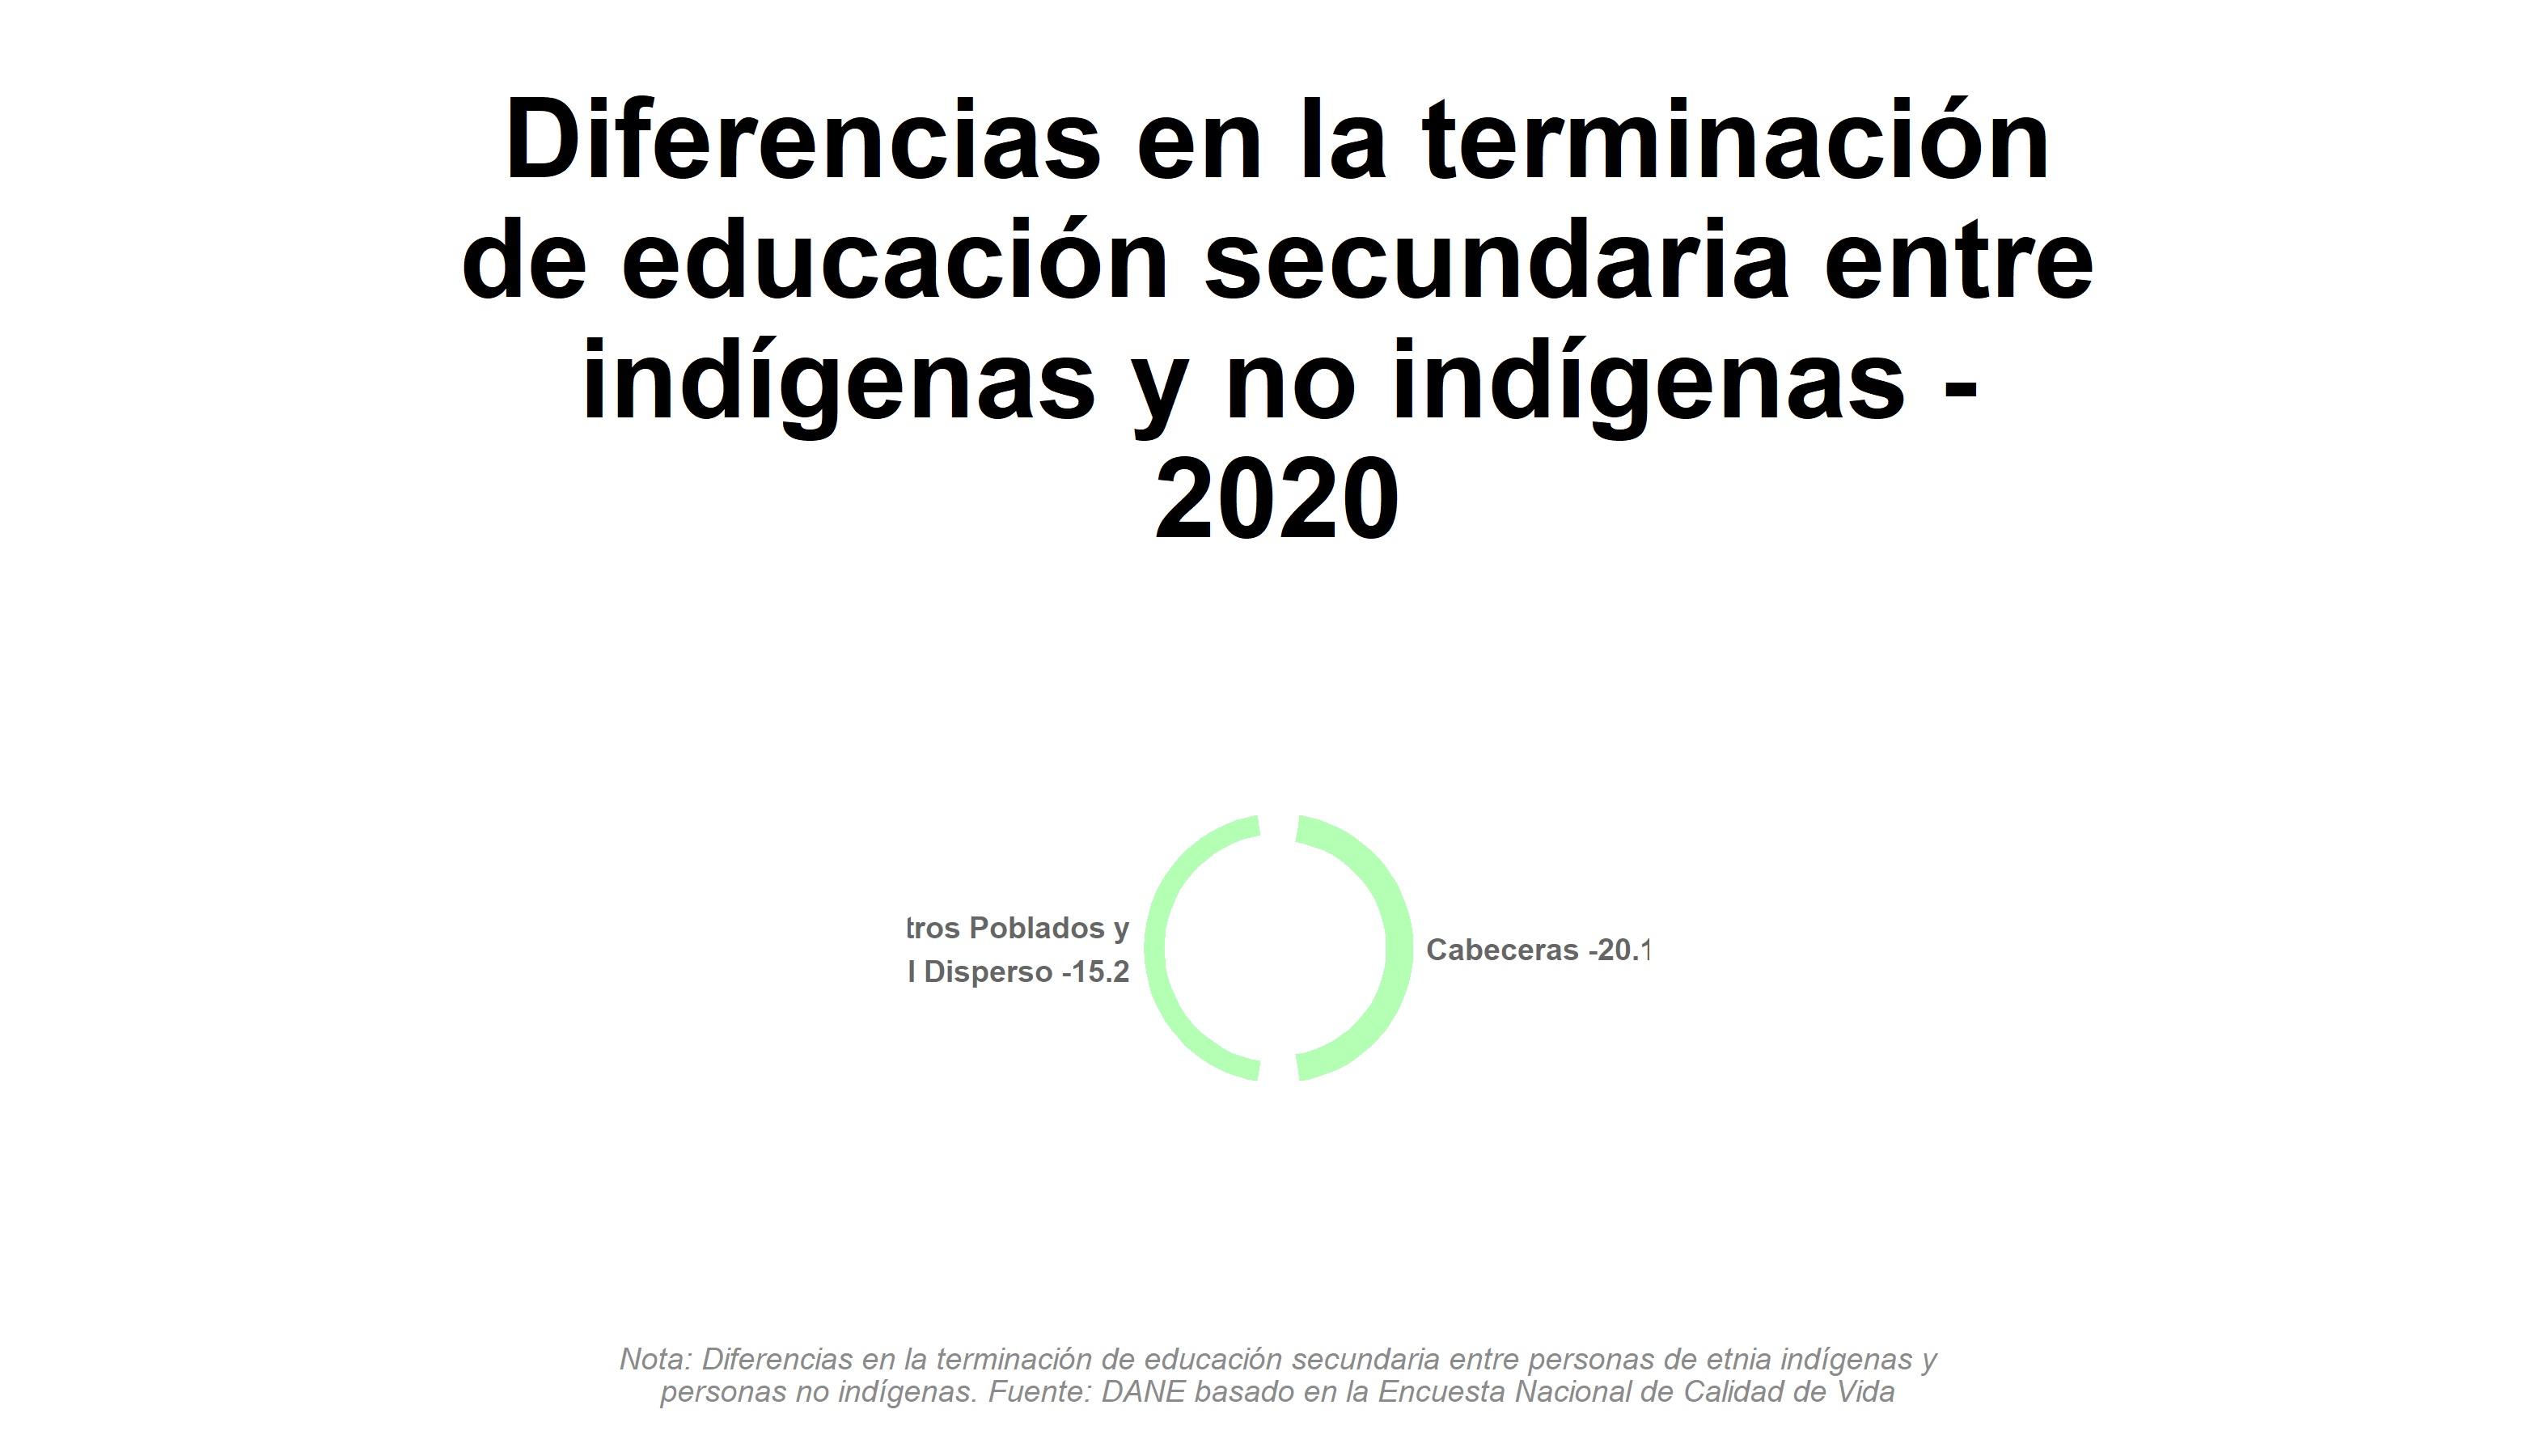 Diferencias en la terminación
de educación secundaria entre
indígenas y no indígenas -
2020
tros Poblados y
l Disperso -15.2
Cabeceras -20.1
Nota: Diferencias en la terminación de educación secundaria entre personas de etnia indígenas y
personas no indígenas. Fuente: DANE basado en la Encuesta Nacional de Calidad de Vida